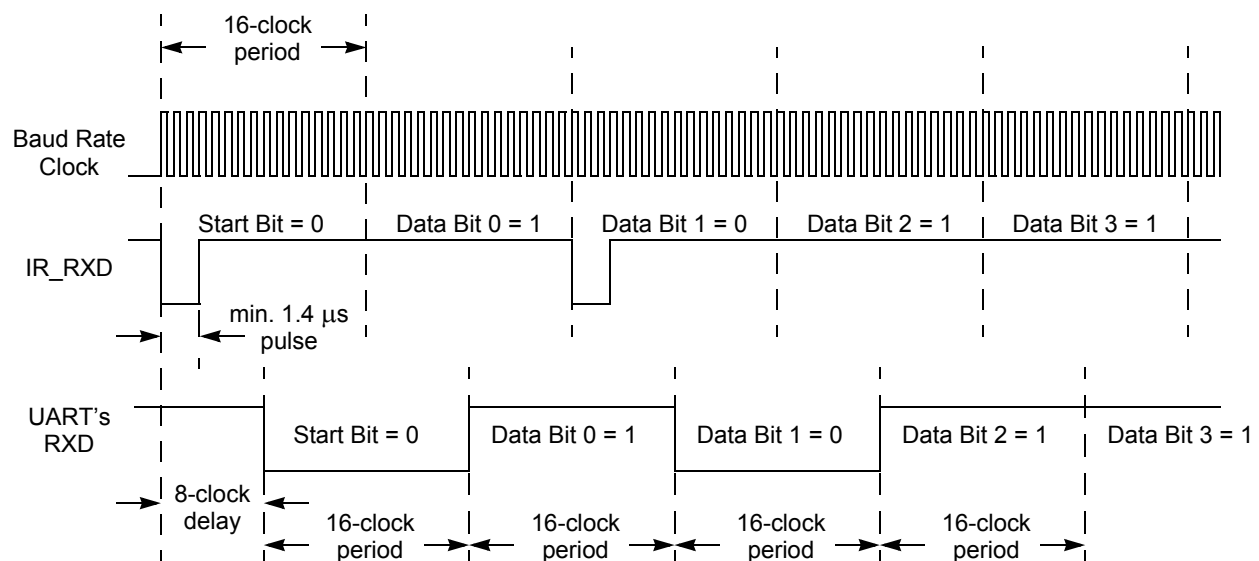 16-clock
period
Baud Rate
Clock
Start Bit = 0
Data Bit 0 = 1
Data Bit 1 = 0
Data Bit 2 = 1
Data Bit 3 = 1
IR_RXD
min. 1.4 μs
pulse
UART's
RXD
Start Bit = 0
Data Bit 0 = 1
Data Bit 1 = 0
Data Bit 2 = 1
Data Bit 3 = 1
8-clock
delay
16-clock
period
16-clock
period
16-clock
period
16-clock
period